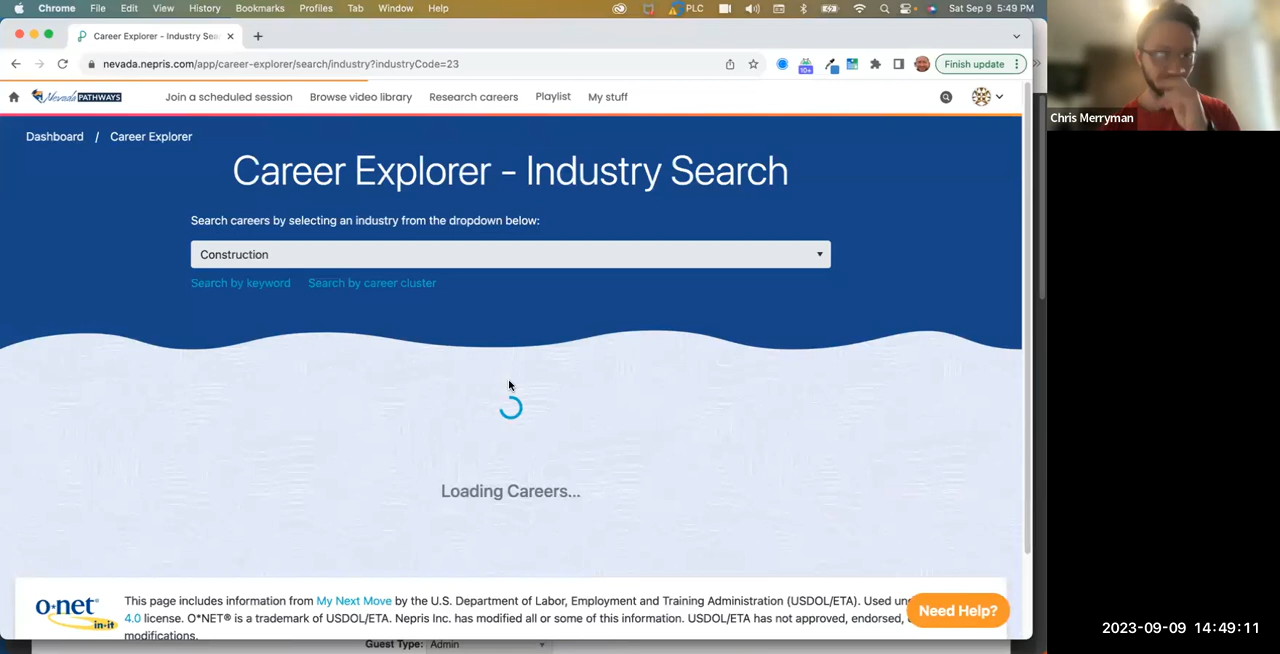 Chrome File Edit View History Bookmarks Profiles Tab Window Help PLC Sat Sep 9 5:49 PM
Career Explorer - Industry Sea
nevada.nepris.com/app/career-explorer/search/industry?industryCode=23 10+ Finish update
Nevada PATHWAYS Join a scheduled session Browse video library Research careers Playlist My stuff
Chris Merryman
Dashboard / Career Explorer
Career Explorer - Industry Search
Search careers by selecting an industry from the dropdown below:
Construction
Search by keyword Search by career cluster
Loading Careers...
o*net in-it
This page includes information from My Next Move by the U.S. Department of Labor, Employment and Training Administration (USDOL/ETA). Used
4.0 license. O*NET® is a trademark of USDOL/ETA. Nepris Inc. has modified all or some of this information. USDOL/ETA has not approved, endorsed,
modifications.
Need Help?
Guest Type: Admin
2023-09-09 14:49:11